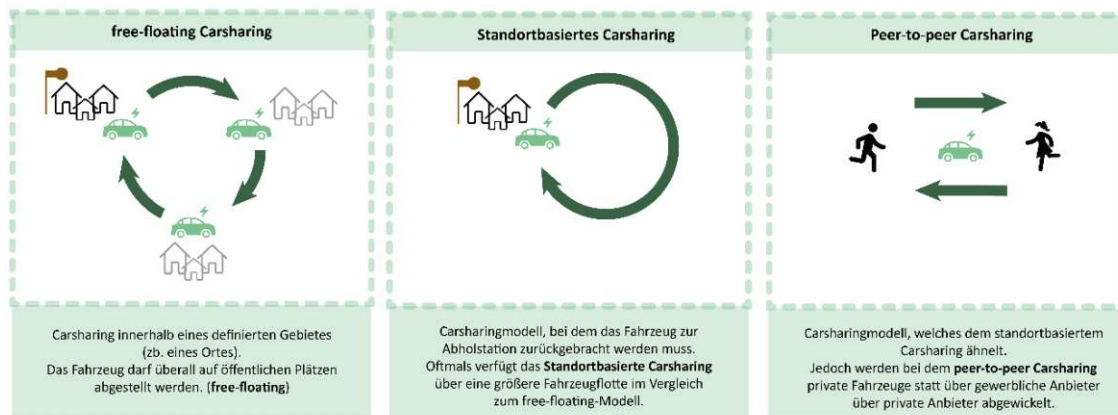 free-floating Carsharing
Carsharing innerhalb eines definierten Gebietes
(zb. eines Ortes).
Das Fahrzeug darf überall auf öffentlichen Plätzen
abgestellt werden. (free-floating)
Standortbasiertes Carsharing
Carsharingmodell, bei dem das Fahrzeug zur
Abholstation zurückgebracht werden muss.
Oftmals verfügt das Standortbasierte Carsharing
über eine größere Fahrzeugflotte im Vergleich
zum free-floating-Modell.
Peer-to-peer Carsharing
Carsharingmodell, welches dem standortbasiertem
Carsharing ähnelt.
Jedoch werden bei dem peer-to-peer Carsharing
private Fahrzeuge statt über gewerbliche Anbieter
über private Anbieter abgewickelt.